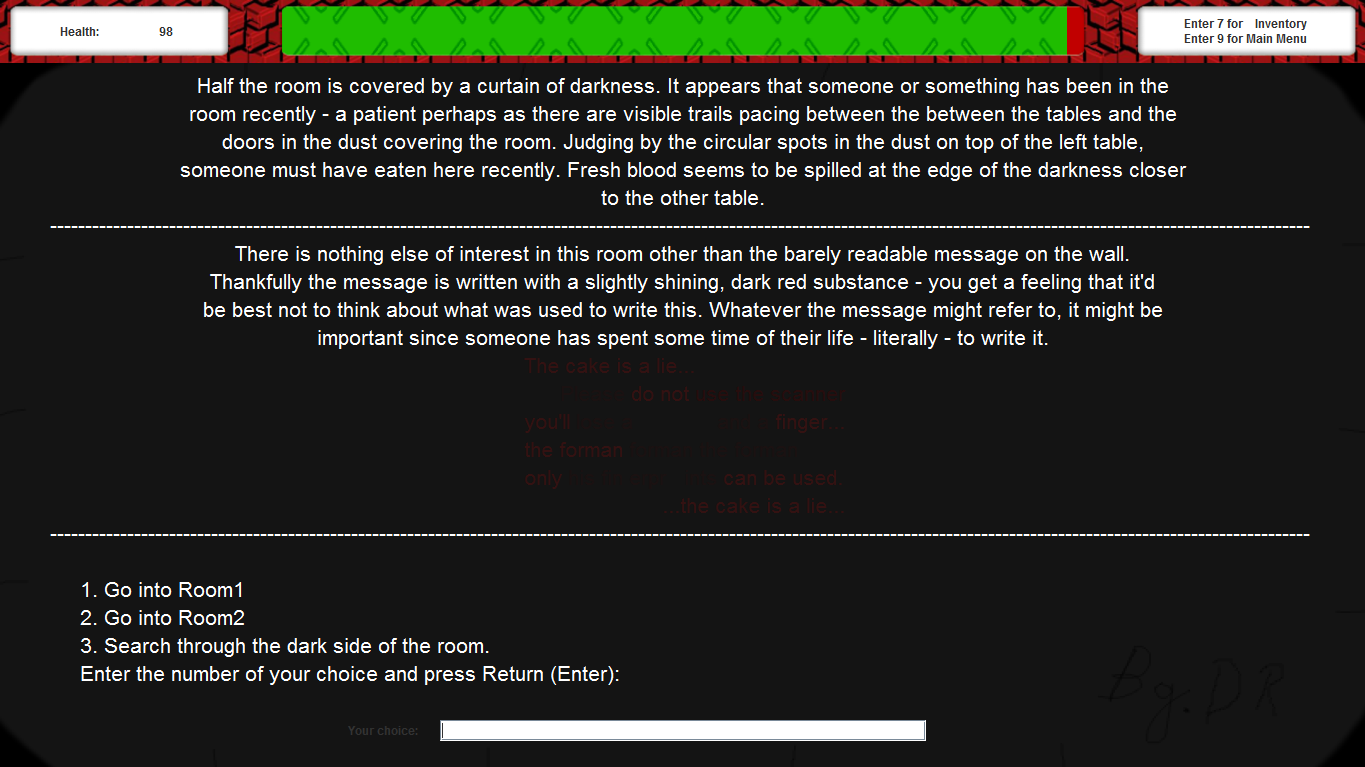 Health: 98
Enter 7 for Inventory
Enter 9 for Main Menu
Half the room is covered by a curtain of darkness. It appears that someone or something has been in the
room recently - a patient perhaps as there are visible trails pacing between the between the tables and the
doors in the dust covering the room. Judging by the circular spots in the dust on top of the left table,
someone must have eaten here recently. Fresh blood seems to be spilled at the edge of the darkness closer
to the other table.
There is nothing else of interest in this room other than the barely readable message on the wall.
Thankfully the message is written with a slightly shining, dark red substance - you get a feeling that it'd
be best not to think about what was used to write this. Whatever the message might refer to, it might be
important since someone has spent some time of their life - literally - to write it.
The cake is a lie...
do not
you'll finger...
the forman
only can be used.
...the cake is a lie...
1. Go into Room1
2. Go into Room2
3. Search through the dark side of the room.
Enter the number of your choice and press Return (Enter):
Your choice:
Bg. DR